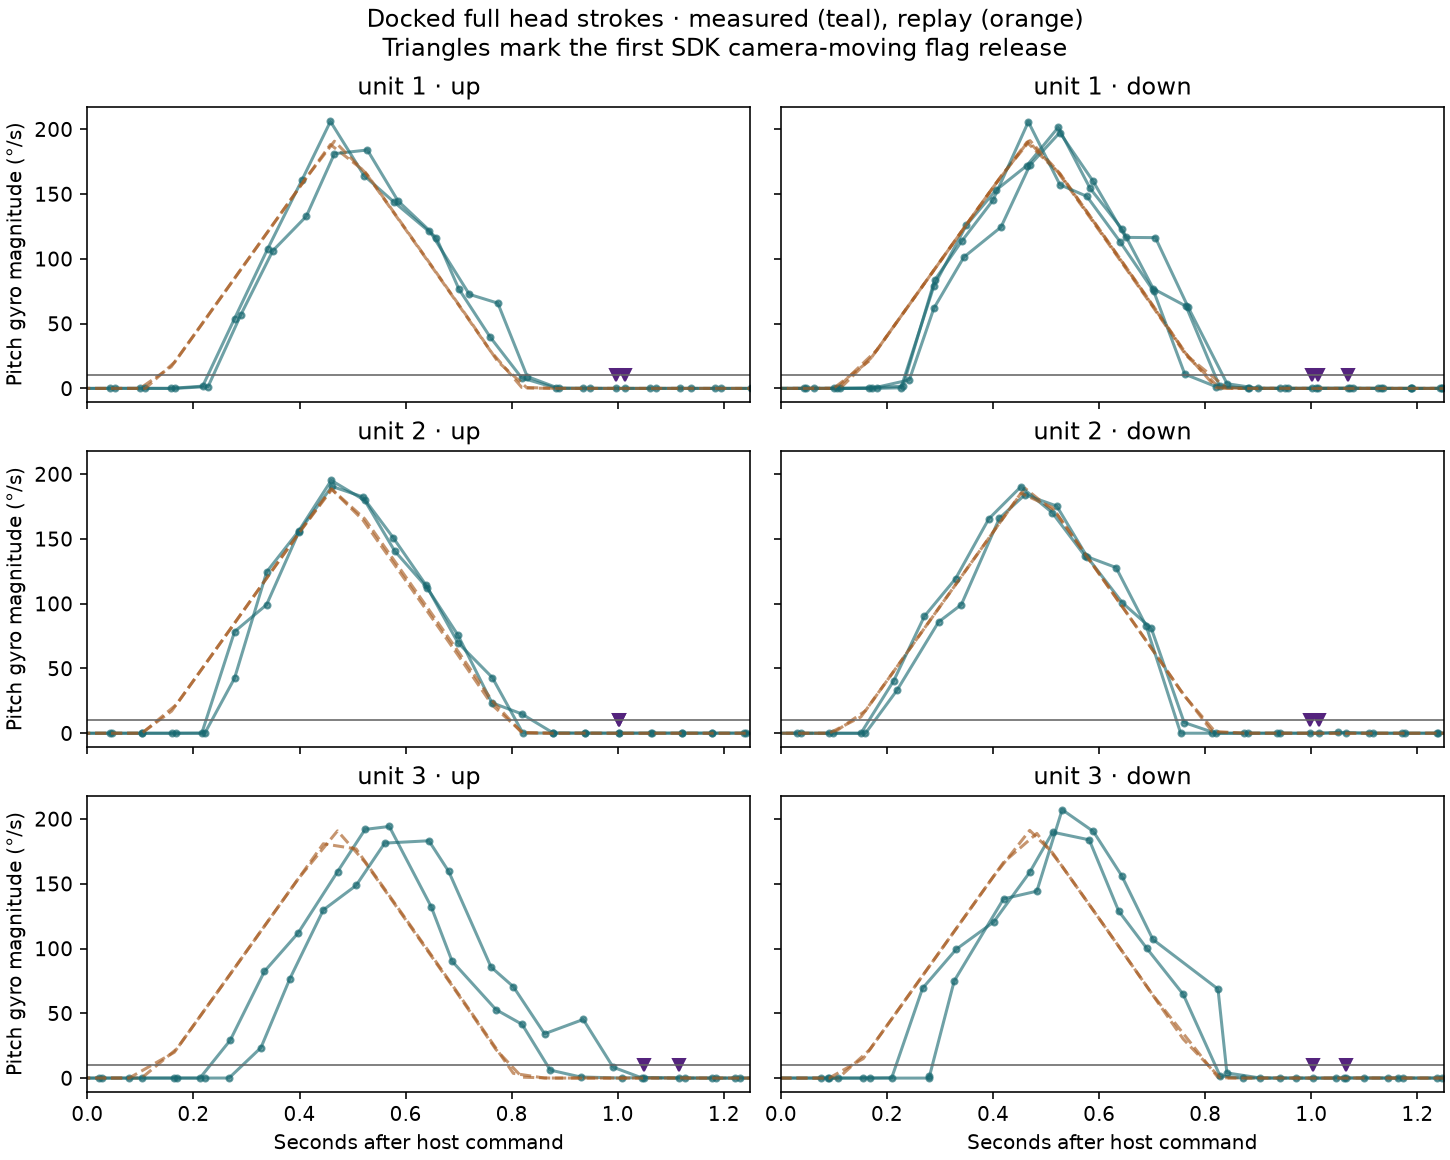 Docked full head strokes · measured (teal), replay (orange)
Triangles mark the first SDK camera-moving flag release
unit 1 · up
unit 1 · down
Pitch gyro magnitude (°/s)
200
150
100
50
0
unit 2 · up
unit 2 · down
Pitch gyro magnitude (°/s)
200
150
100
50
0
unit 3 · up
unit 3 · down
Pitch gyro magnitude (°/s)
200
150
100
50
0
0.0 0.2 0.4 0.6 0.8 1.0 1.2
0.0 0.2 0.4 0.6 0.8 1.0 1.2
Seconds after host command
Seconds after host command